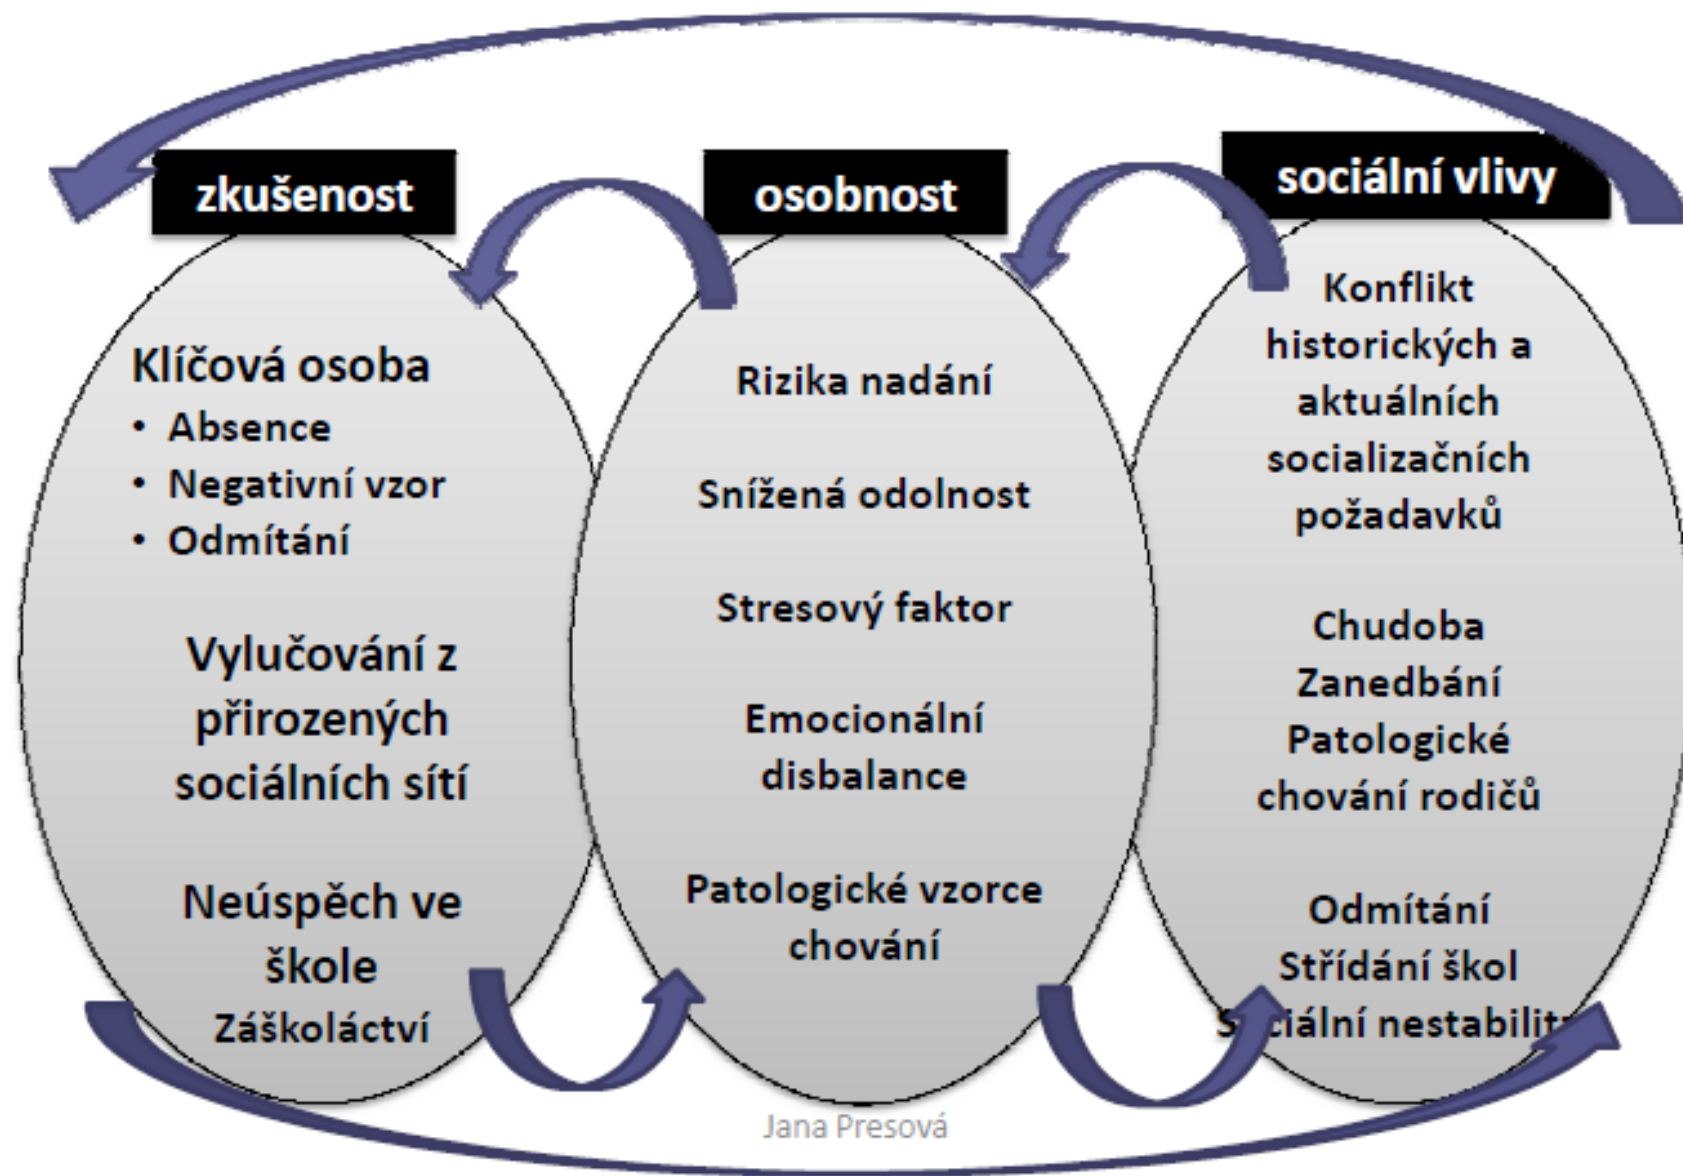 zkušenost
Klíčová osoba
• Absence
• Negativní vzor
• Odmítání
Vylučování z
přirozených
sociálních sítí
Neúspěch ve
škole
Záškoláctví
osobnost
Rizika nadání
Snížená odolnost
Stresový faktor
Emocionální
disbalance
Patologické vzorce
chování
sociální vlivy
Konflikt
historických a
aktuálních
socializačních
požadavků
Chudoba
Zanedbání
Patologické
chování rodičů
Odmítání
Střídání škol
Sociální nestabilita
Jana Presová